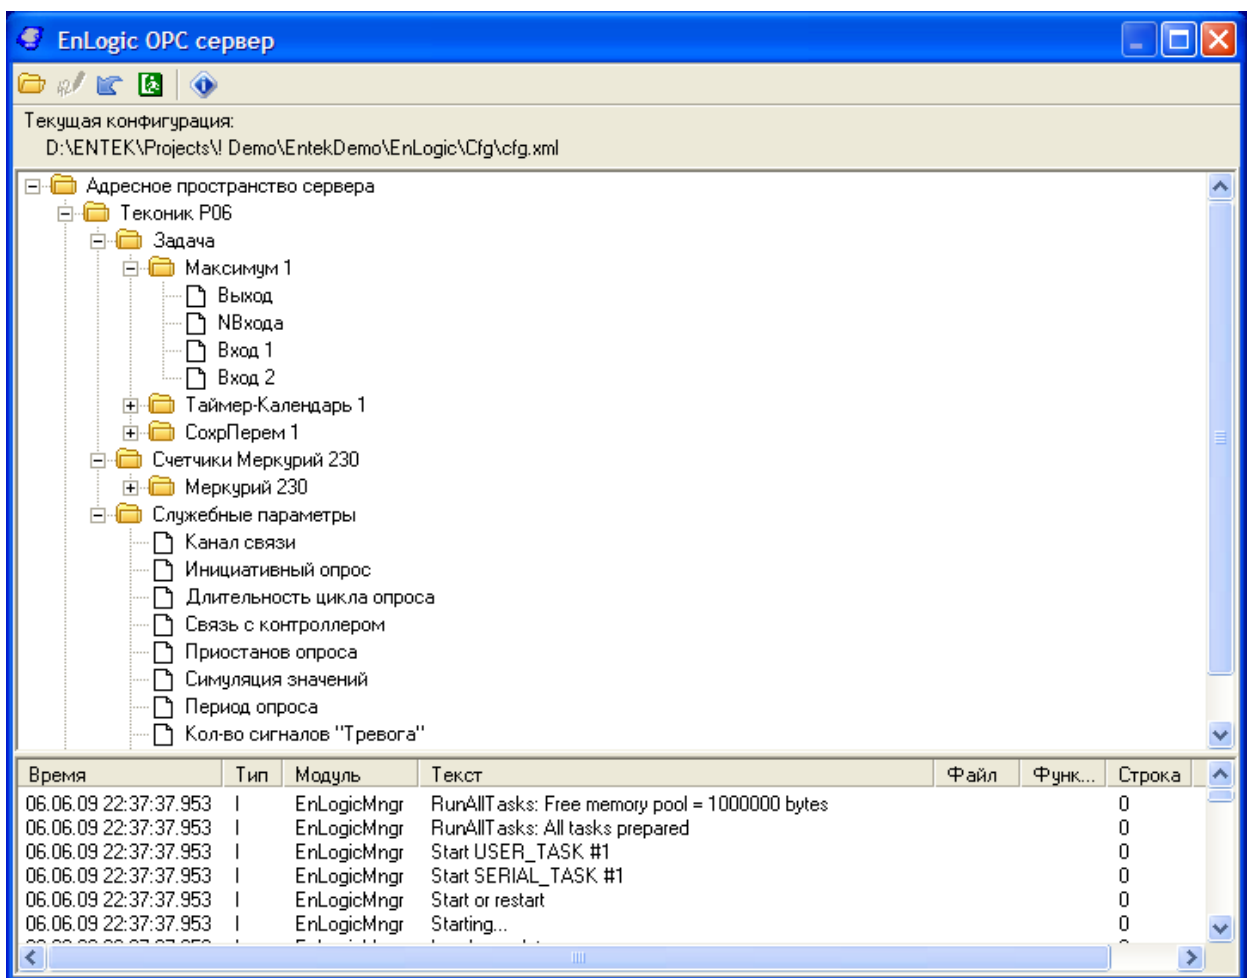 EnLogic OPC сервер
Текущая конфигурация:
D:\ENTEK\Projects\! Demo\EntekDemo\EnLogic\Cfg\cfg.xml
Адресное пространство сервера
Теконик P06
Задача
Максимум 1
Выход
NВхода
Вход 1
Вход 2
Таймер-Календарь 1
СохрПерем 1
Счетчики Меркурий 230
Меркурий 230
Служебные параметры
Канал связи
Инициативный опрос
Длительность цикла опроса
Связь с контроллером
Приостанов опроса
Симуляция значений
Период опроса
Кол-во сигналов "Тревога"
Время Тип Модуль Текст Файл Функ... Строка
06.06.09 22:37:37.953 I EnLogicMngr RunAllTasks: Free memory pool = 1000000 bytes 0
06.06.09 22:37:37.953 I EnLogicMngr RunAllTasks: All tasks prepared 0
06.06.09 22:37:37.953 I EnLogicMngr Start USER_TASK #1 0
06.06.09 22:37:37.953 I EnLogicMngr Start SERIAL_TASK #1 0
06.06.09 22:37:37.953 I EnLogicMngr Start or restart 0
06.06.09 22:37:37.953 I EnLogicMngr Starting... 0